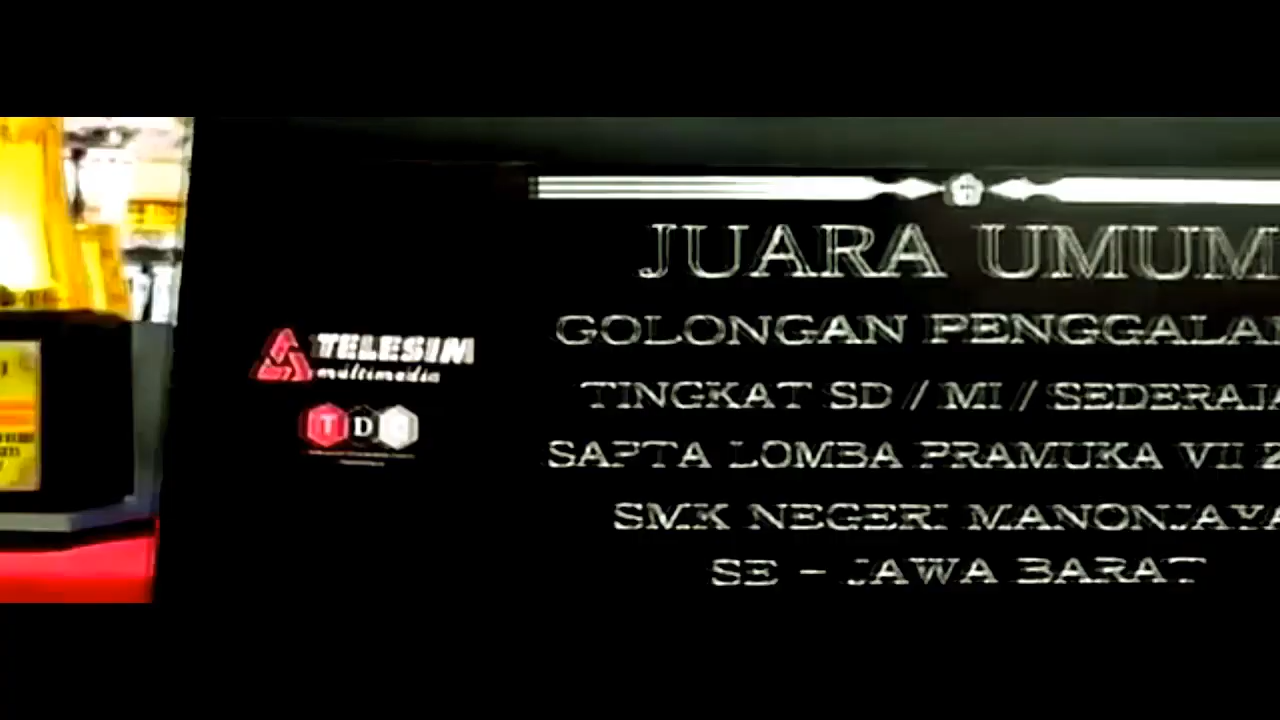 JUARA UMUM
GOLONGAN PENGGALAN
TINGKAT SD / MI / SEDERAJA
SAPTA LOMBA PRAMUKA VII
SMK NEGERI MANONJAYA
SE - JAWA BARAT
TELESIM
multimedia
TD